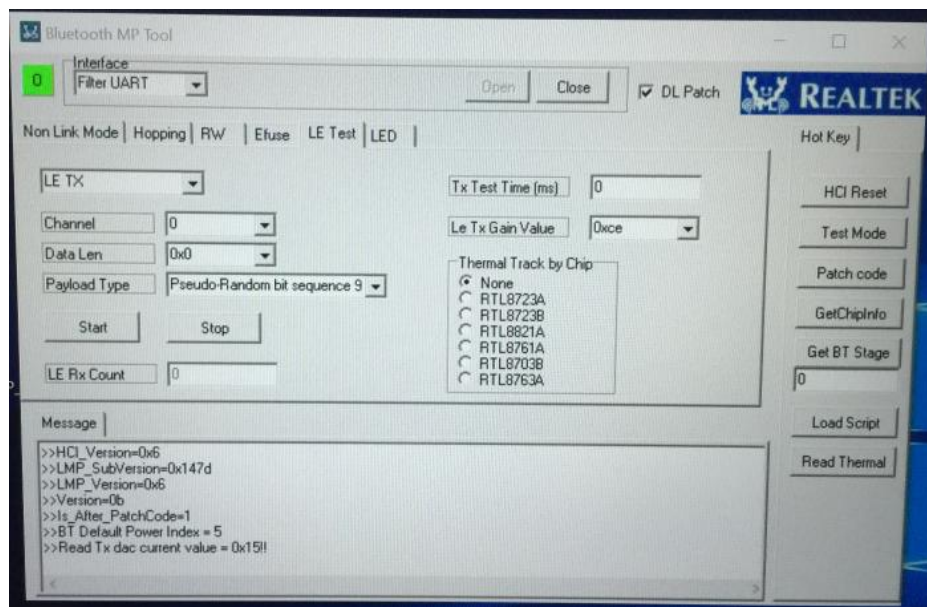 Bluetooth MP Tool
0
Interface
Filter UART
Open
Close
DL Patch
REALTEK
Non Link Mode
Hopping
RW
Efuse
LE Test
LED
Hot Key
LE TX
Tx Test Time (ms)
0
HCI Reset
Channel
0
Le Tx Gain Value
0xce
Test Mode
Data Len
0x0
Payload Type
Pseudo-Random bit sequence 9
Thermal Track by Chip
None
RTL8723A
RTL8723B
RTL8821A
RTL8761A
RTL8703B
RTL8763A
Patch code
GetChipInfo
Start
Stop
Get BT Stage
0
LE Rx Count
0
Load Script
Read Thermal
Message
>>HCI_Version=0x6
>>LMP_SubVersion=0x147d
>>LMP_Version=0x6
>>Version=0b
>>Is_After_PatchCode=1
>>BT Default Power Index = 5
>>Read Tx dac current value = 0x15!!